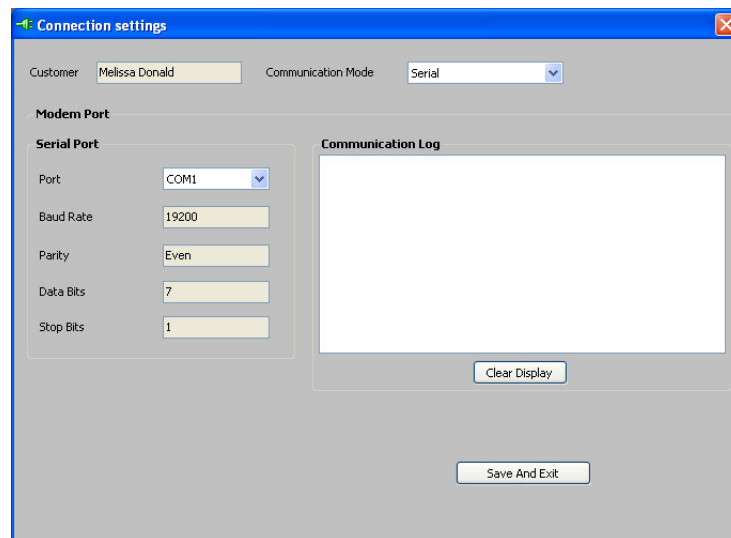 Connection settings
Customer Melissa Donald Communication Mode Serial
Modem Port
Serial Port
Port COM1
Baud Rate 19200
Parity Even
Data Bits 7
Stop Bits 1
Communication Log
Clear Display
Save And Exit